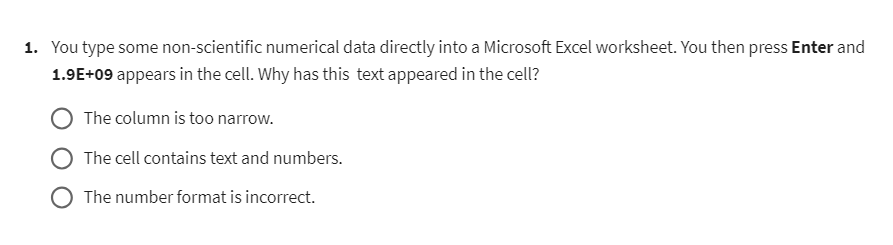 1. You type some non-scientific numerical data directly into a Microsoft Excel worksheet. You then press Enter and
1.9E+09 appears in the cell. Why has this text appeared in the cell?
The column is too narrow.
The cell contains text and numbers.
The number format is incorrect.